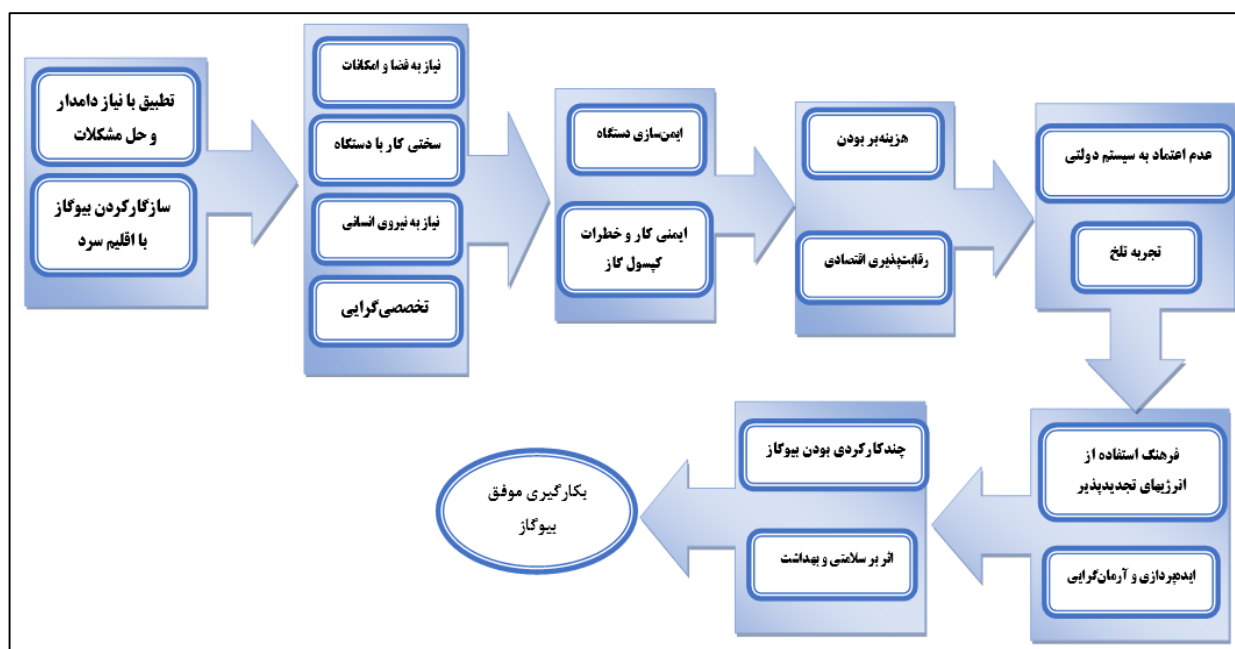 تطبیق با نیاز دامدار
و حل مشکلات
سازگارکردن بیوگاز
با اقلیم سرد
نیاز به فضا و امکانات
سختی کار با دستگاه
نیاز به نیروی انسانی
تخصصی‌گرایی
ایمن‌سازی دستگاه
ایمنی کار و خطرات
کپسول گاز
هزینه‌بر بودن
رقابت‌پذیری اقتصادی
عدم اعتماد به سیستم دولتی
تجربه تلخ
فرهنگ استفاده از
انرژیهای تجدیدپذیر
ایده‌پردازی و آرمان‌گرایی
چندکارکردی بودن بیوگاز
اثر بر سلامتی و بهداشت
بکارگیری موفق
بیوگاز